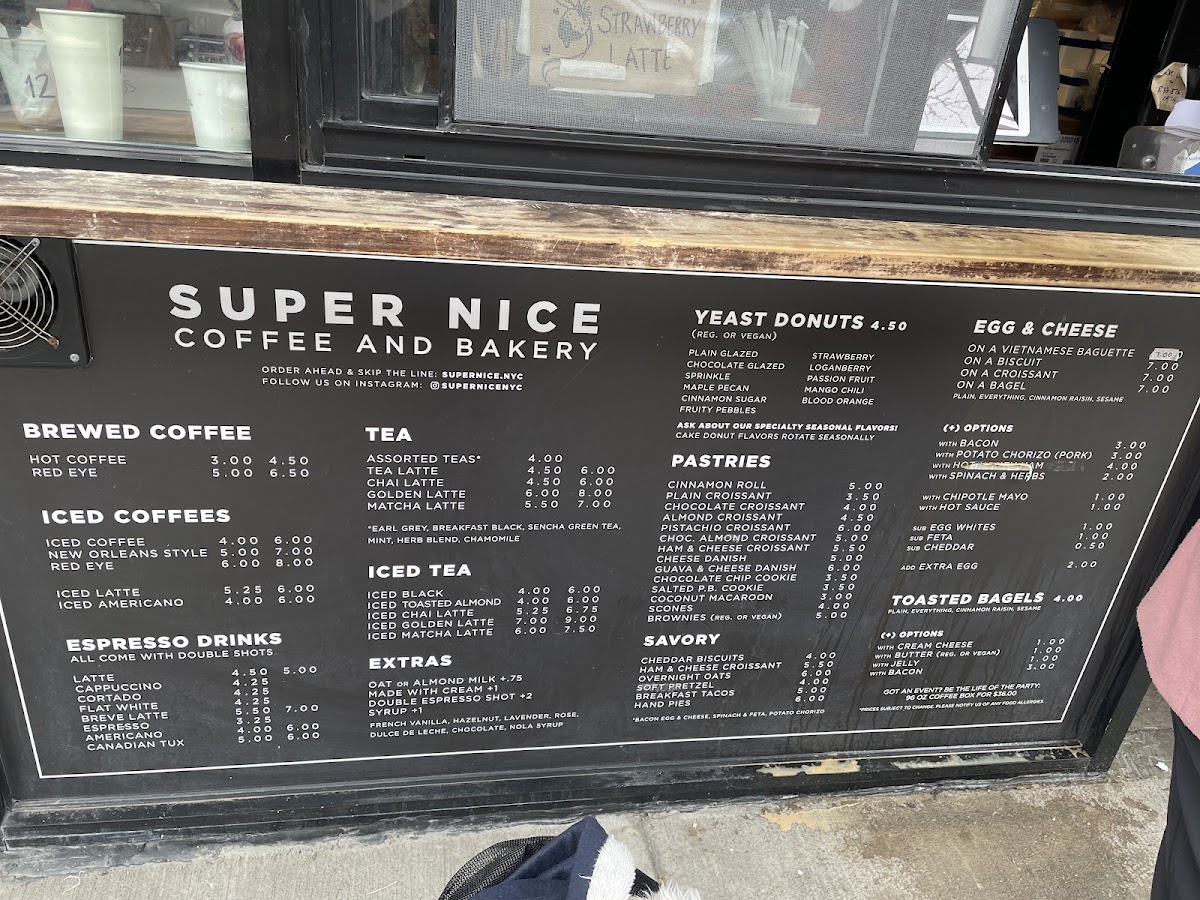 STRAWBERRY
LATTE
12
SUPER NICE
COFFEE AND BAKERY
ORDER AHEAD & SKIP THE LINE: SUPERNICE.NYC
FOLLOW US ON INSTAGRAM: @SUPERNICENYC
BREWED COFFEE
HOT COFFEE 3.00 4.50
RED EYE 5.00 6.50
ICED COFFEES
ICED COFFEE 4.00 6.00
NEW ORLEANS STYLE 5.00 7.00
RED EYE 6.00 8.00
ICED LATTE 5.25 6.00
ICED AMERICANO 4.00 6.00
ESPRESSO DRINKS
ALL COME WITH DOUBLE SHOTS
LATTE 4.50 5.00
CAPPUCCINO 4.25
CORTADO 4.25
FLAT WHITE 4.25
BREVE LATTE 5.50 7.00
ESPRESSO 3.25
AMERICANO 4.00 6.00
CANADIAN TUX 5.00 6.00
TEA
ASSORTED TEAS* 4.00
TEA LATTE 4.50 6.00
CHAI LATTE 4.50 6.00
GOLDEN LATTE 6.00 8.00
MATCHA LATTE 5.50 7.00
*EARL GREY, BREAKFAST BLACK, SENCHA GREEN TEA,
MINT, HERB BLEND, CHAMOMILE
ICED TEA
ICED BLACK 4.00 6.00
ICED TOASTED ALMOND 4.00 6.00
ICED CHAI LATTE 5.25 6.75
ICED GOLDEN LATTE 7.00 9.00
ICED MATCHA LATTE 6.00 7.50
EXTRAS
OAT OR ALMOND MILK +.75
MADE WITH CREAM +1
DOUBLE ESPRESSO SHOT +2
SYRUP +1
FRENCH VANILLA, HAZELNUT, LAVENDER, ROSE,
DULCE DE LECHE, CHOCOLATE, NOLA SYRUP
YEAST DONUTS 4.50
(REG. OR VEGAN)
PLAIN GLAZED
CHOCOLATE GLAZED
SPRINKLE
MAPLE PECAN
CINNAMON SUGAR
FRUITY PEBBLES
STRAWBERRY
LOGANBERRY
PASSION FRUIT
MANGO CHILI
BLOOD ORANGE
ASK ABOUT OUR SPECIALTY SEASONAL FLAVORS!
CAKE DONUT FLAVORS ROTATE SEASONALLY
PASTRIES
CINNAMON ROLL 5.00
PLAIN CROISSANT 3.50
CHOCOLATE CROISSANT 4.00
ALMOND CROISSANT 4.50
PISTACHIO CROISSANT 6.00
CHOC. ALMOND CROISSANT 5.00
HAM & CHEESE CROISSANT 5.50
CHEESE DANISH 5.00
GUAVA & CHEESE DANISH 6.00
CHOCOLATE CHIP COOKIE 3.50
SALTED P.B. COOKIE 3.50
COCONUT MACAROON 3.00
SCONES 4.00
BROWNIES (REG. OR VEGAN) 5.00
SAVORY
CHEDDAR BISCUITS 4.00
HAM & CHEESE CROISSANT 5.50
OVERNIGHT OATS 6.00
SOFT PRETZEL 4.00
BREAKFAST TACOS 5.00
HAND PIES 6.00
*BACON EGG & CHEESE, SPINACH & FETA, POTATO CHORIZO
EGG & CHEESE
ON A VIETNAMESE BAGUETTE 7.00
ON A BISCUIT 7.00
ON A CROISSANT 7.00
ON A BAGEL 7.00
PLAIN, EVERYTHING, CINNAMON RAISIN, SESAME
(+) OPTIONS
WITH BACON 3.00
WITH POTATO CHORIZO (PORK) 3.00
WITH HAM 4.00
WITH SPINACH & HERBS 2.00
WITH CHIPOTLE MAYO 1.00
WITH HOT SAUCE 1.00
SUB EGG WHITES 1.00
SUB FETA 1.00
SUB CHEDDAR 0.50
ADD EXTRA EGG 2.00
TOASTED BAGELS 4.00
PLAIN, EVERYTHING, CINNAMON RAISIN, SESAME
(+) OPTIONS
WITH CREAM CHEESE 1.00
WITH BUTTER (REG. OR VEGAN) 1.00
WITH JELLY 1.00
WITH BACON 3.00
GOT AN EVENT? BE THE LIFE OF THE PARTY:
96 OZ COFFEE BOX FOR $36.00
*PRICES SUBJECT TO CHANGE. PLEASE NOTIFY US OF ANY FOOD ALLERGIES.